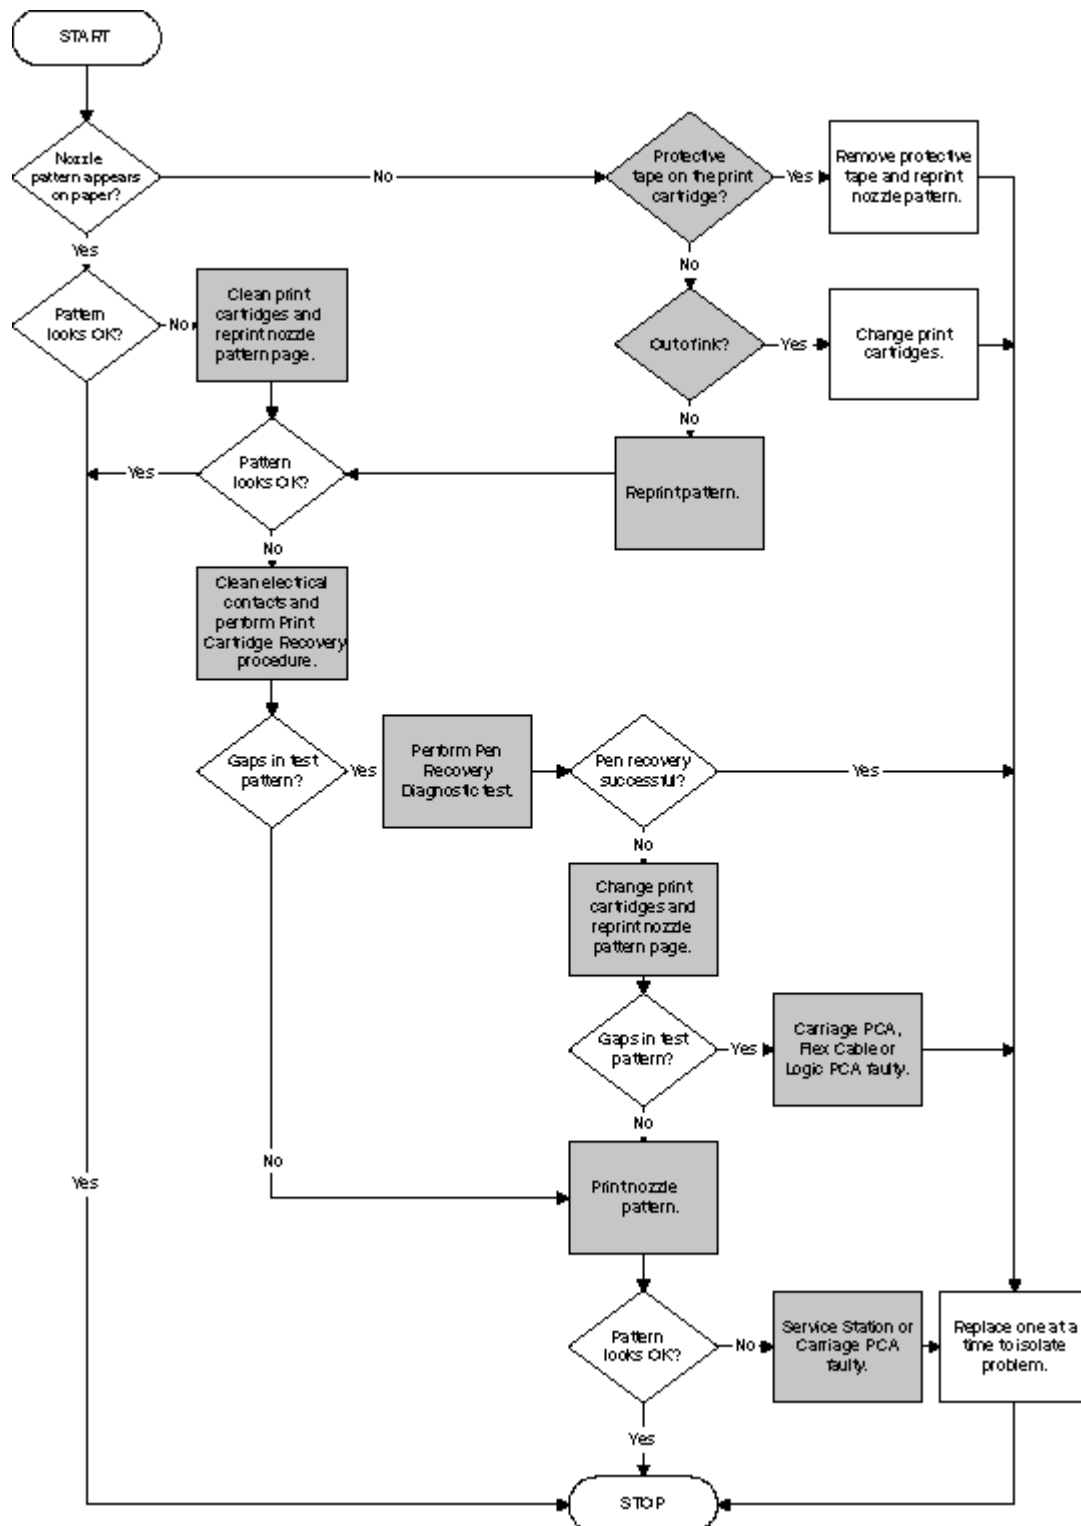 START
Nozzle
pattern appears
on paper?
No
Protective
tape on the print
cartridge?
Yes
Remove protective
tape and reprint
nozzle pattern.
Yes
No
Pattern
looks OK?
No
Clean print
cartridges and
reprint nozzle
pattern page.
Out of ink?
Yes
Change print
cartridges.
No
Yes
Pattern
looks OK?
Reprint pattern.
No
Clean electrical
contacts and
perform Print
Cartridge Recovery
procedure.
Gaps in test
pattern?
Yes
Perform Pen
Recovery
Diagnostic test.
Pen recovery
successful?
Yes
No
Change print
cartridges and
reprint nozzle
pattern page.
Gaps in test
pattern?
Yes
Carriage PCA,
Flex Cable or
Logic PCA faulty.
No
No
Yes
Print nozzle
pattern.
Pattern
looks OK?
No
Service Station or
Carriage PCA
faulty.
Replace one at a
time to isolate
problem.
Yes
STOP